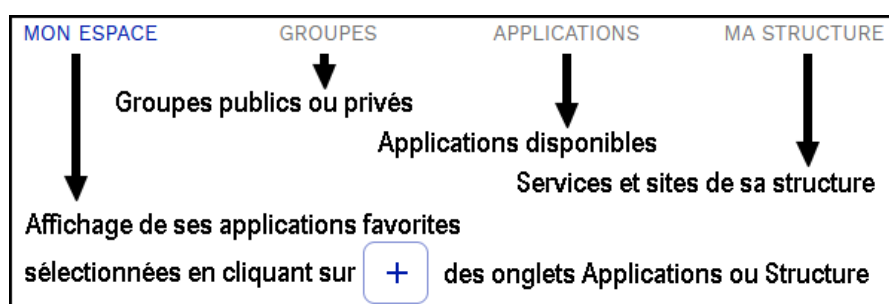 MON ESPACE GROUPES APPLICATIONS MA STRUCTURE
Groupes publics ou privés
Applications disponibles
Services et sites de sa structure
Affichage de ses applications favorites
sélectionnées en cliquant sur + des onglets Applications ou Structure